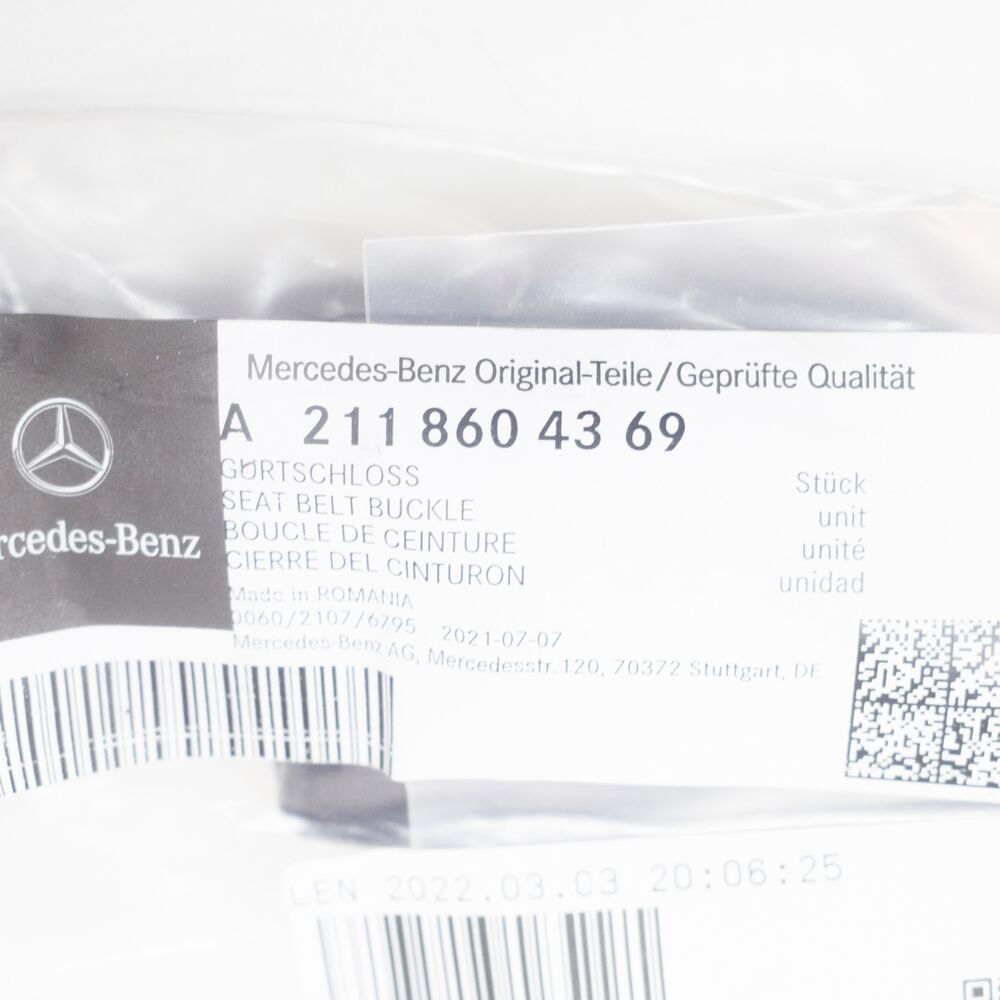 Mercedes-Benz Original-Teile/Geprüfte Qualität
A 211 860 43 69
GURTSCHLOSS Stück
SEAT BELT BUCKLE unit
BOUCLE DE CEINTURE unité
CIERRE DEL CINTURON unidad
Made in ROMANIA
0060/2107/6795 2021-07-07
Mercedes-Benz AG, Mercedesstr. 120, 70372 Stuttgart, DE
rcedes-Benz
LEN 2022.03.03 20:06:25